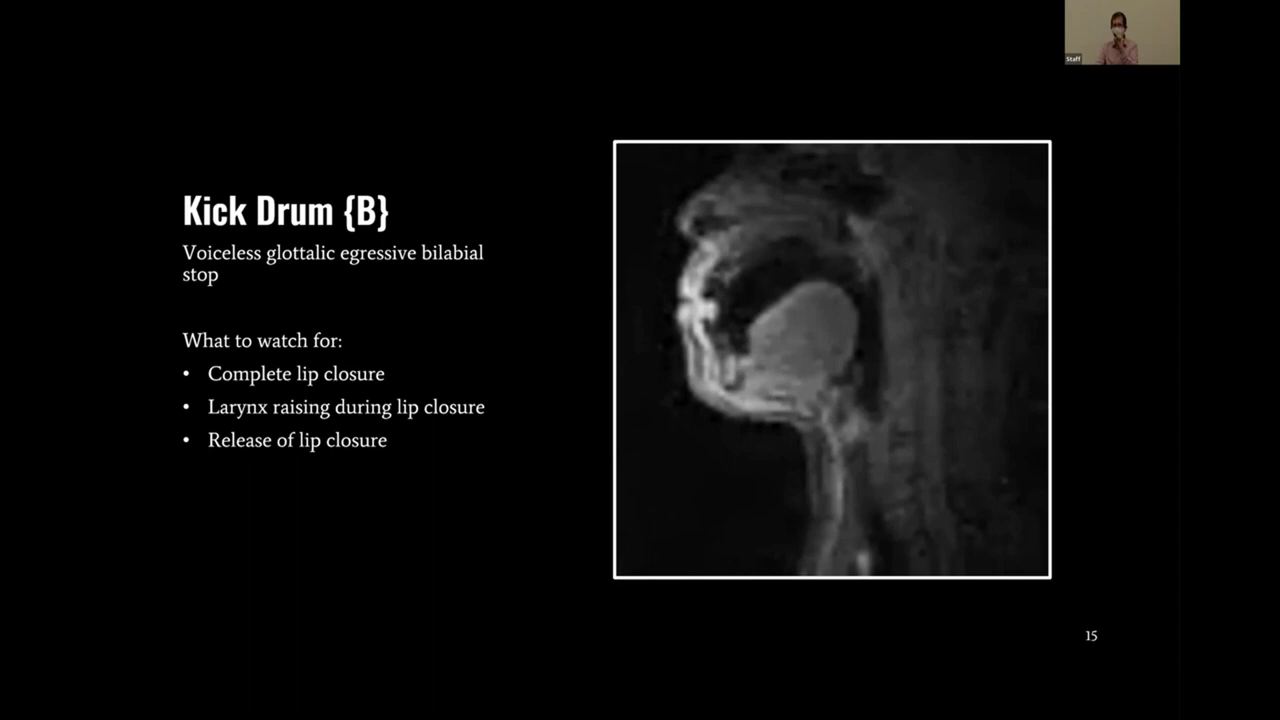 Staff
Kick Drum {B}
Voiceless glottalic egressive bilabial
stop
What to watch for:
• Complete lip closure
• Larynx raising during lip closure
• Release of lip closure
15